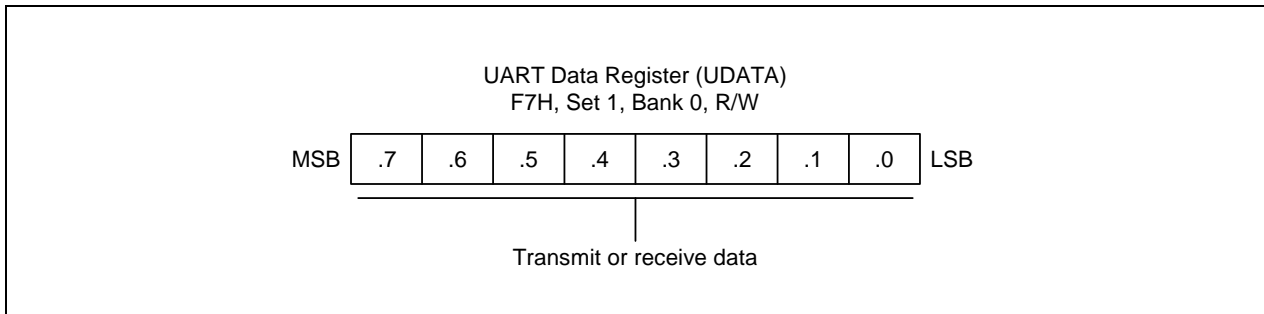 UART Data Register (UDATA)
F7H, Set 1, Bank 0, R/W
MSB .7 .6 .5 .4 .3 .2 .1 .0 LSB
Transmit or receive data